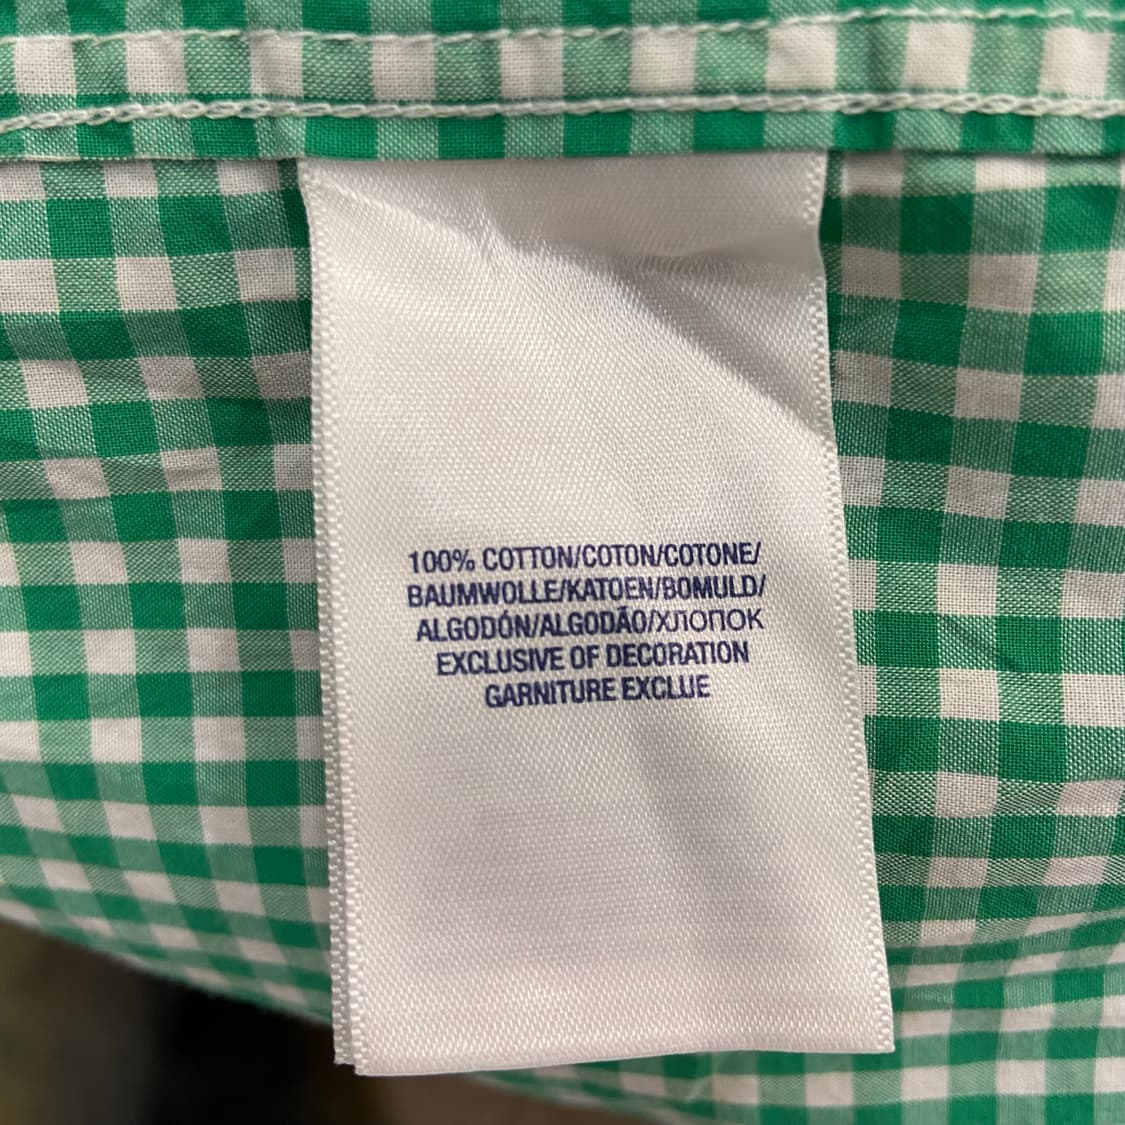 100% COTTON/COTON/COTONE/
BAUMWOLLE/KATOEN/BOMULD/
ALGODÓN/ALGODÃO/ХЛОПОК
EXCLUSIVE OF DECORATION
GARNITURE EXCLUE